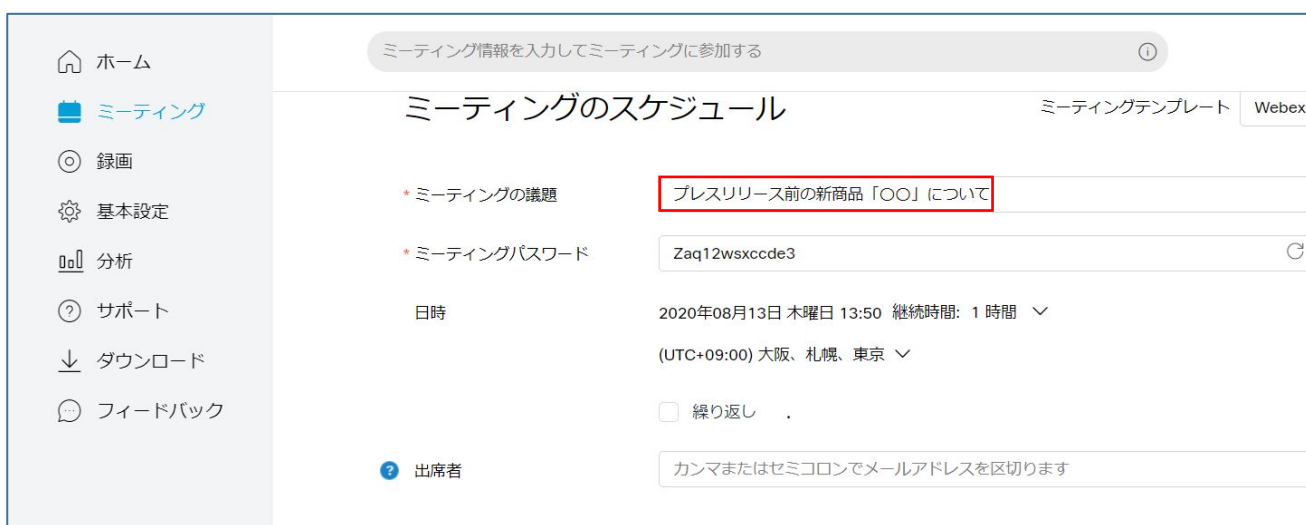 ホーム
ミーティング
録画
基本設定
分析
サポート
ダウンロード
フィードバック
ミーティング情報を入力してミーティングに参加する
ミーティングのスケジュール
ミーティングテンプレート Webex
* ミーティングの議題 プレスリリース前の新商品「〇〇」について
* ミーティングパスワード Zaq12wsxccde3
日時 2020年08月13日 木曜日 13:50 継続時間: 1 時間
(UTC+09:00) 大阪、札幌、東京
繰り返し .
出席者 カンマまたはセミコロンでメールアドレスを区切ります